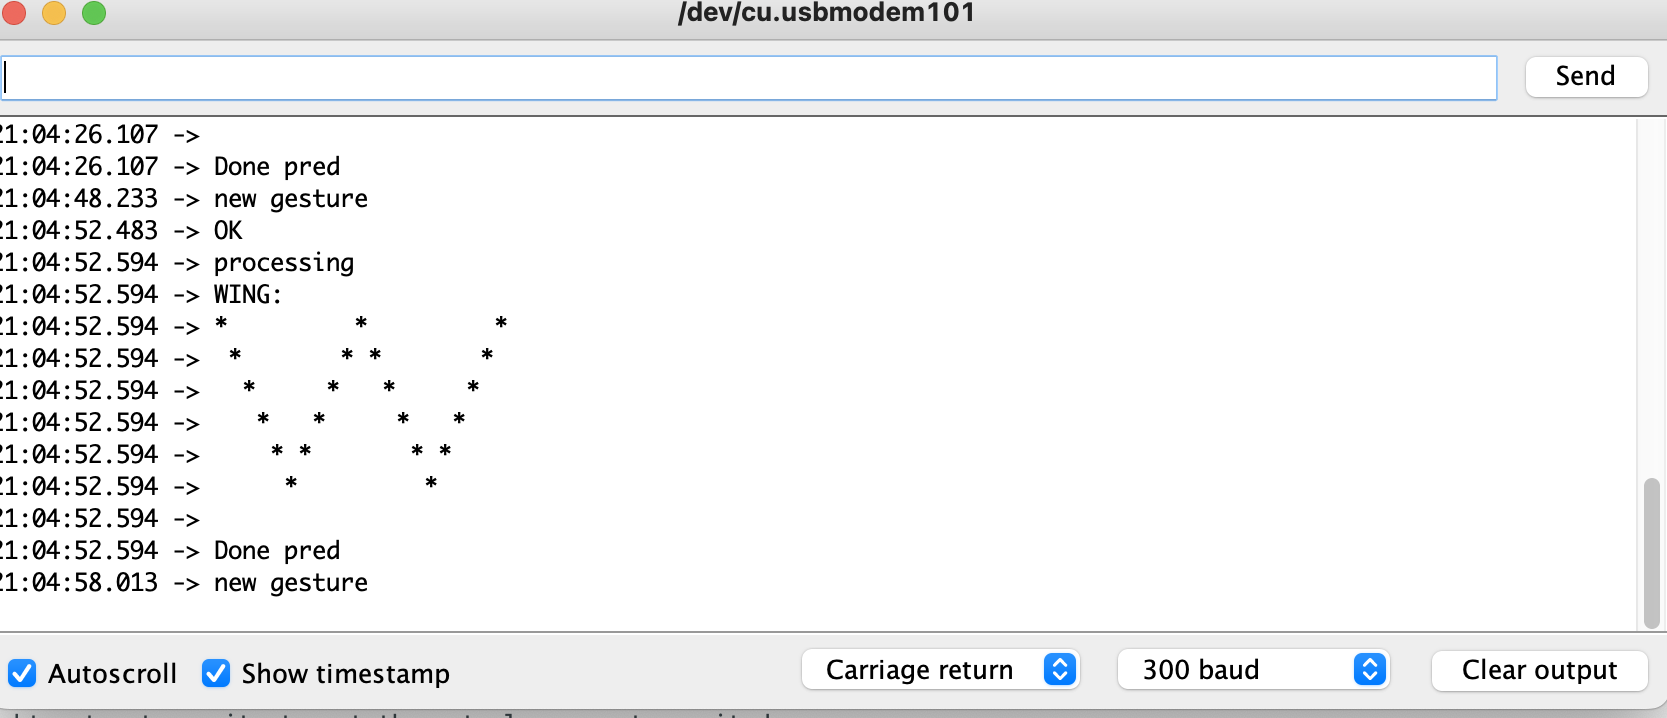 /dev/cu.usbmodem101
Send
21:04:26.107 ->
21:04:26.107 -> Done pred
21:04:48.233 -> new gesture
21:04:52.483 -> OK
21:04:52.594 -> processing
21:04:52.594 -> WING:
21:04:52.594 -> *         *         *
21:04:52.594 ->  *       * *       *
21:04:52.594 ->   *     *   *     *
21:04:52.594 ->    *   *     *   *
21:04:52.594 ->     * *       * *
21:04:52.594 ->      *         *
21:04:52.594 ->
21:04:52.594 -> Done pred
21:04:58.013 -> new gesture
Autoscroll Show timestamp Carriage return 300 baud Clear output